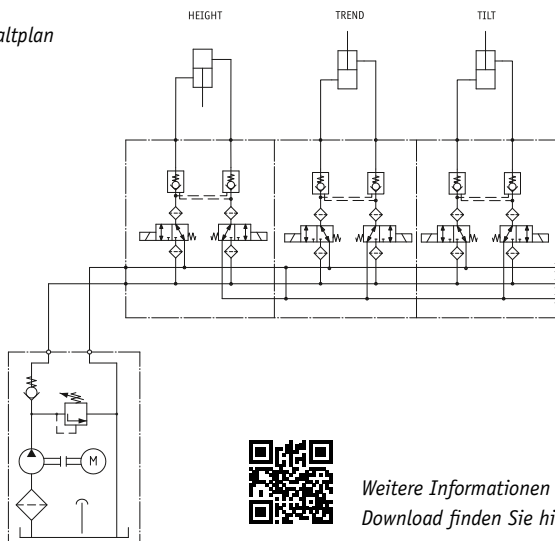 HEIGHT TREND TILT
altplan
M
Weitere Informationen
Download finden Sie hi